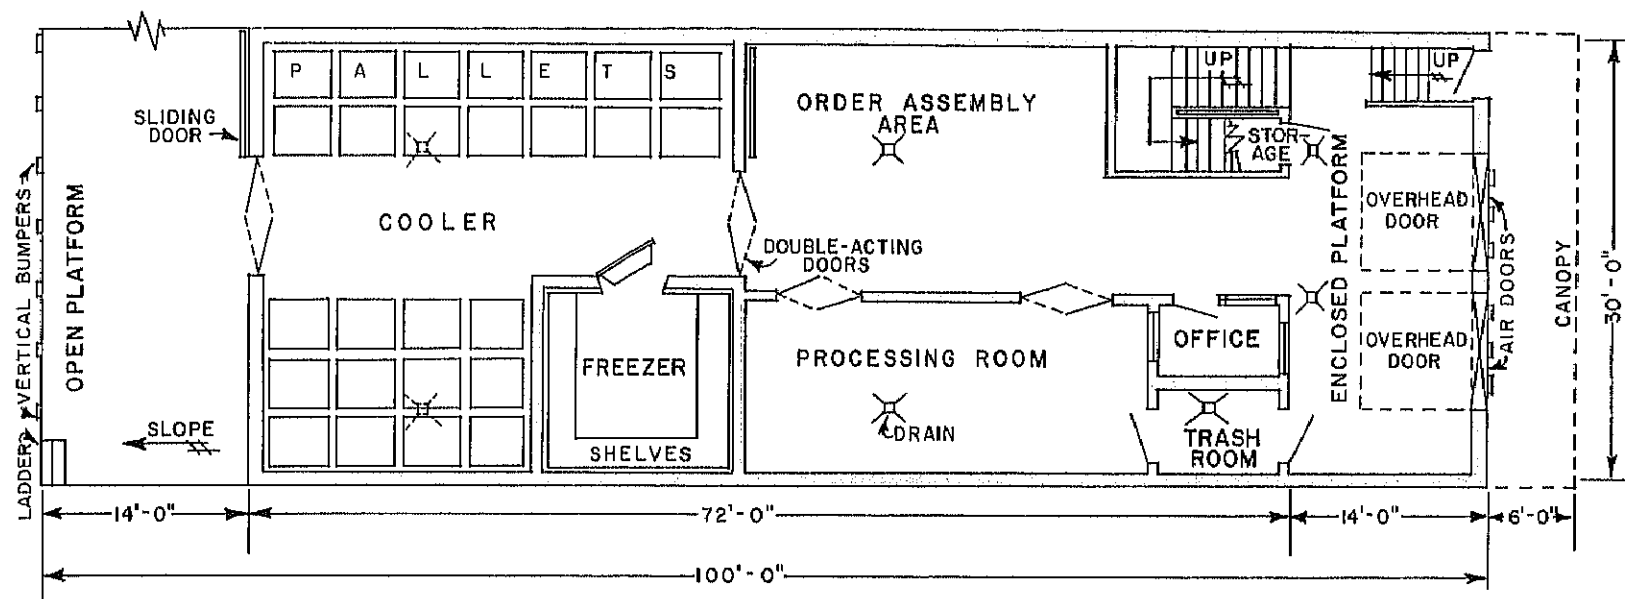 PALLETS
UP
UP
SLIDING
DOOR
ORDER ASSEMBLY
AREA
STOR-
AGE
VERTICAL BUMPERS
OPEN PLATFORM
COOLER
DOUBLE-ACTING
DOORS
ENCLOSED PLATFORM
OVERHEAD
DOOR
AIR DOORS
CANOPY
30'-0"
FREEZER
PROCESSING ROOM
OFFICE
OVERHEAD
DOOR
SLOPE
SHELVES
DRAIN
TRASH
ROOM
LADDER
14'-0"
72'-0"
14'-0"
6'-0"
100'-0"